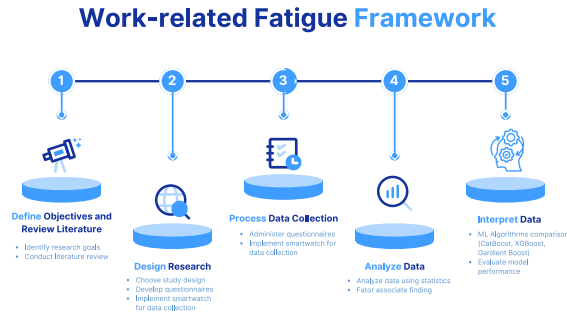 Work-related Fatigue Framework
1
2
3
4
5
Define Objectives and
Review Literature
• Identify research goals
• Conduct literature review
Design Research
• Choose study design
• Develop questionnaires
• Implement smartwatch
for data collection
Process Data Collection
• Administer questionnaires
• Implement smartwatch for
data collection
Analyze Data
• Analyze data using statistics
• Fator associate finding
Interpret Data
• ML Algorithms comparison
(CatBoost, XGBoost,
Gardient Boost)
• Evaluate model
performance